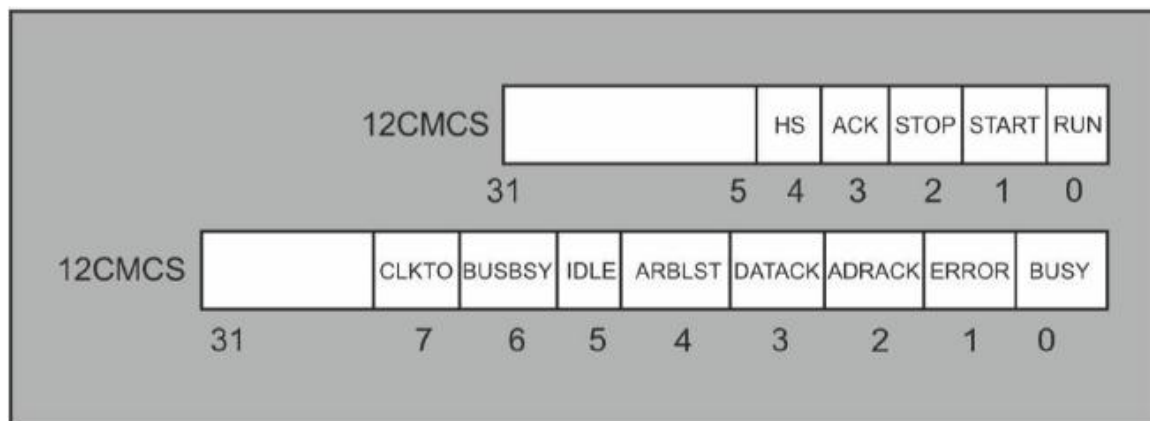 12CMCS HS ACK STOP START RUN
31 5 4 3 2 1 0
12CMCS CLKTO BUSBSY IDLE ARBLST DATACK ADRACK ERROR BUSY
31 7 6 5 4 3 2 1 0